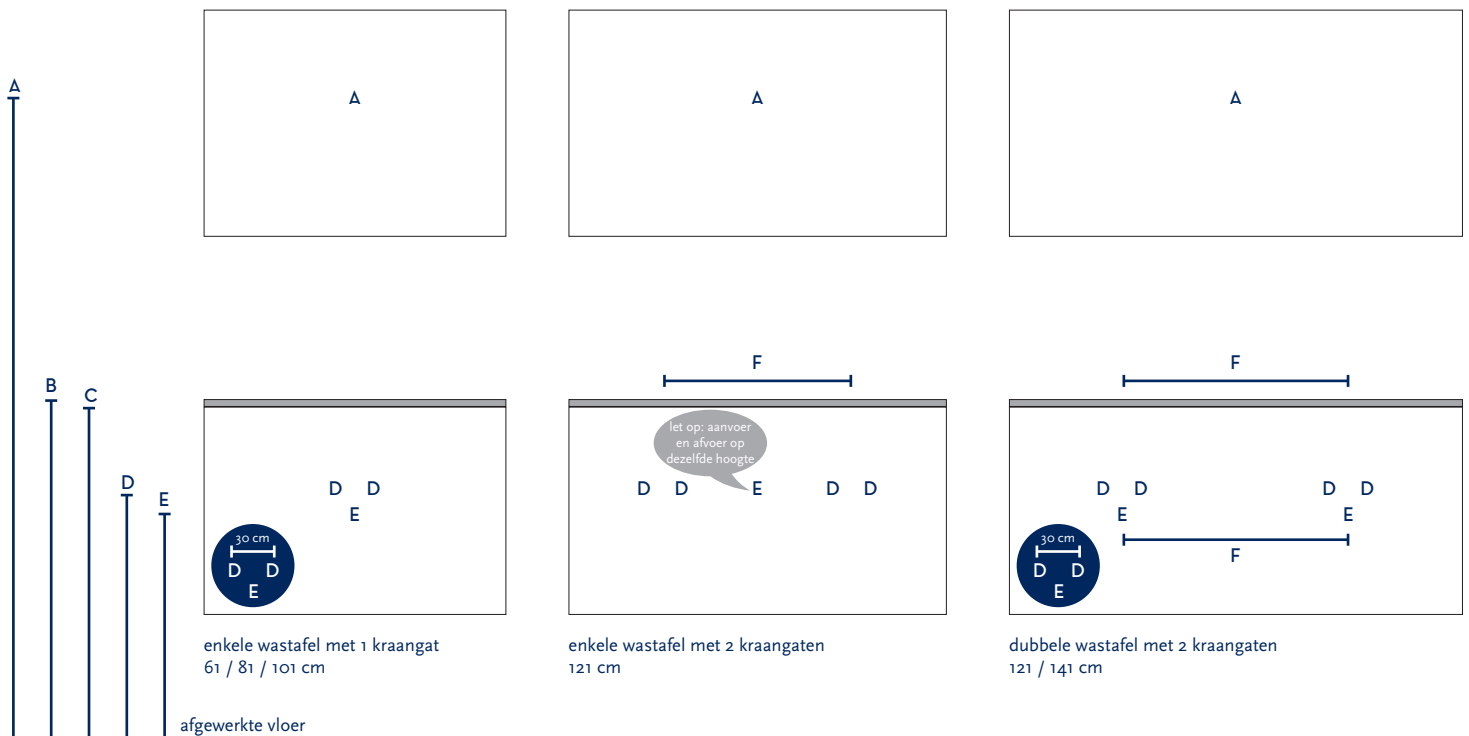 A
A
A
A
B
C
F
F
let op: aanvoer
en afvoer op
dezelfde hoogte
D
E
D D
E
D D E D D
D D D D
E E
F
30 cm
D D
E
30 cm
D D
E
enkele wastafel met 1 kraangat
61 / 81 / 101 cm
enkele wastafel met 2 kraangaten
121 cm
dubbele wastafel met 2 kraangaten
121 / 141 cm
afgewerkte vloer